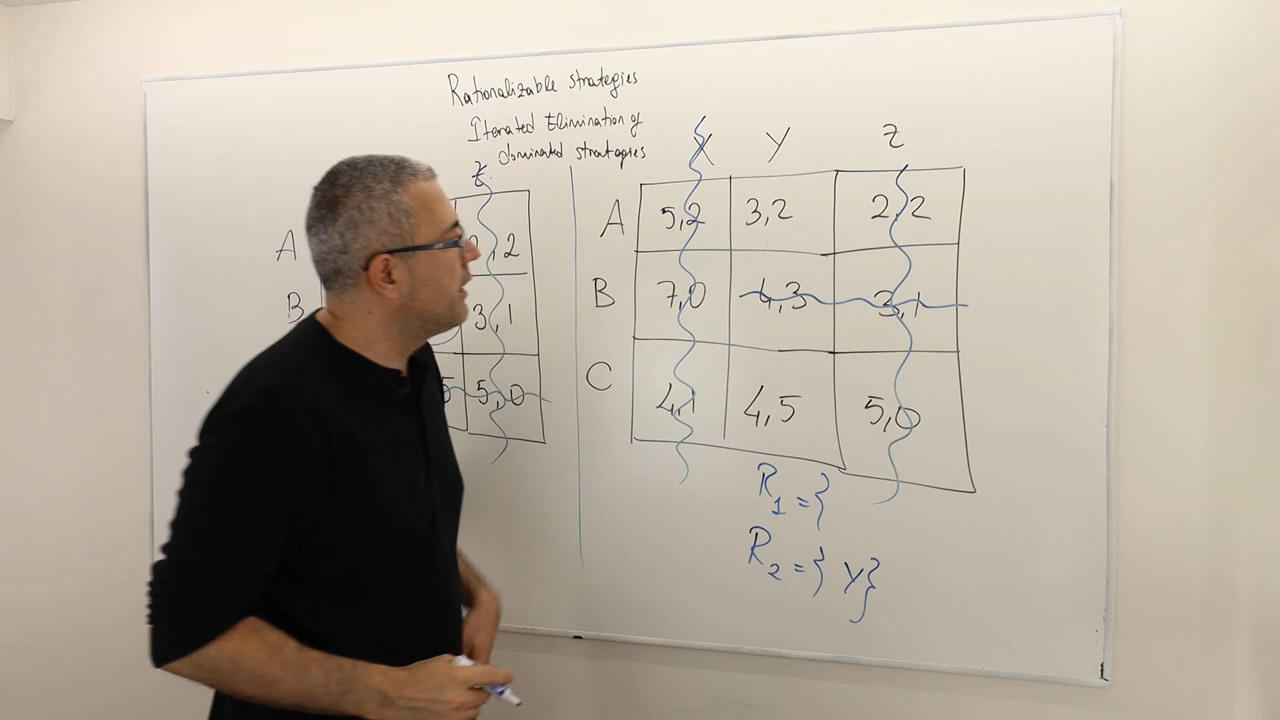 Rationalizable strategies
Iterated Elimination of
dominated strategies
Z
A
2
B
3,1
5
5,0
X Y Z
A 5,2 3,2 2,2
B 7,0 4,3 3,1
C 4,1 4,5 5,0
R1 = {
R2 = { Y }